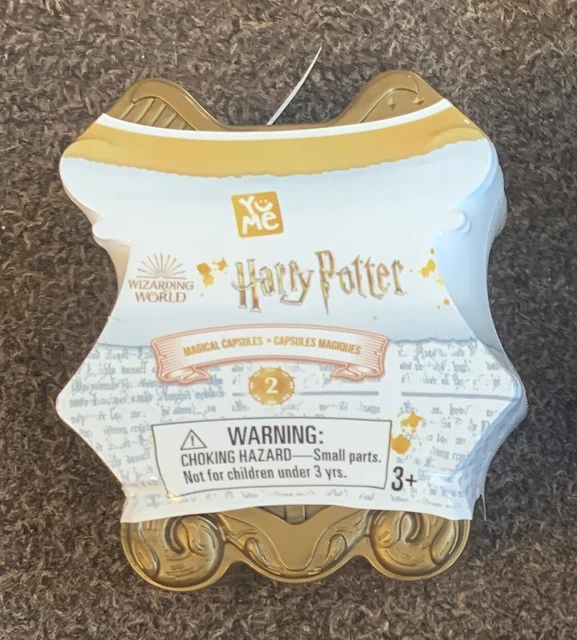 YuMe
WIZARDING
WORLD
Harry Potter
MAGICAL CAPSULES • CAPSULES MAGIQUES
2
WARNING:
CHOKING HAZARD—Small parts.
Not for children under 3 yrs.
3+